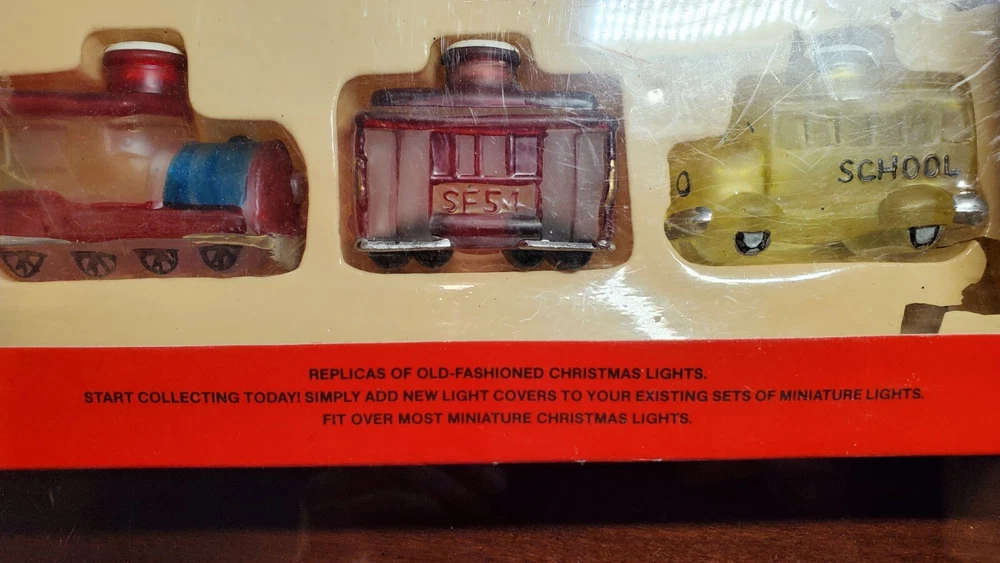 SF51
SCHOOL
REPLICAS OF OLD-FASHIONED CHRISTMAS LIGHTS.
START COLLECTING TODAY! SIMPLY ADD NEW LIGHT COVERS TO YOUR EXISTING SETS OF MINIATURE LIGHTS.
FIT OVER MOST MINIATURE CHRISTMAS LIGHTS.